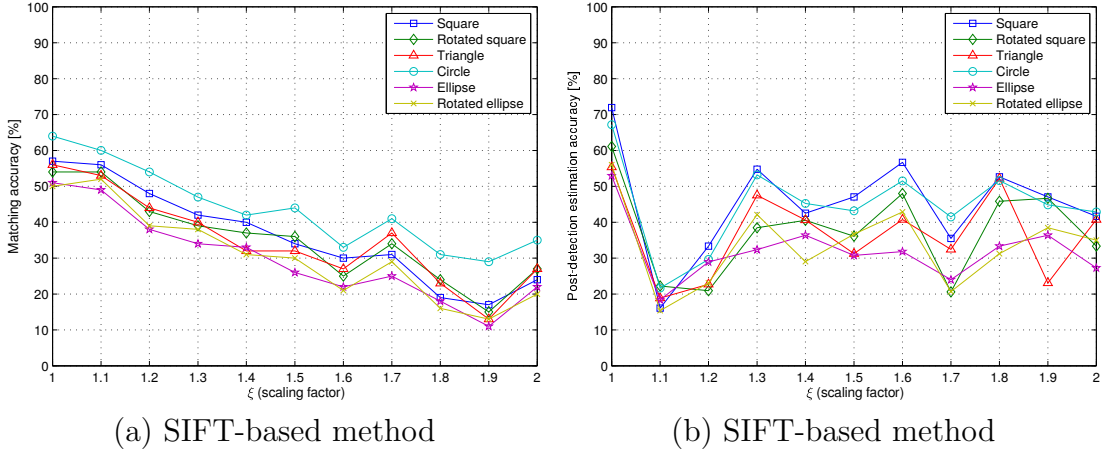 100
90
80
70
60
50
40
30
20
10
0
Matching accuracy [%]
Square
Rotated square
Triangle
Circle
Ellipse
Rotated ellipse
1 1.1 1.2 1.3 1.4 1.5 1.6 1.7 1.8 1.9 2
ξ (scaling factor)
(a) SIFT-based method
100
90
80
70
60
50
40
30
20
10
0
Post-detection estimation accuracy [%]
Square
Rotated square
Triangle
Circle
Ellipse
Rotated ellipse
1 1.1 1.2 1.3 1.4 1.5 1.6 1.7 1.8 1.9 2
ξ (scaling factor)
(b) SIFT-based method